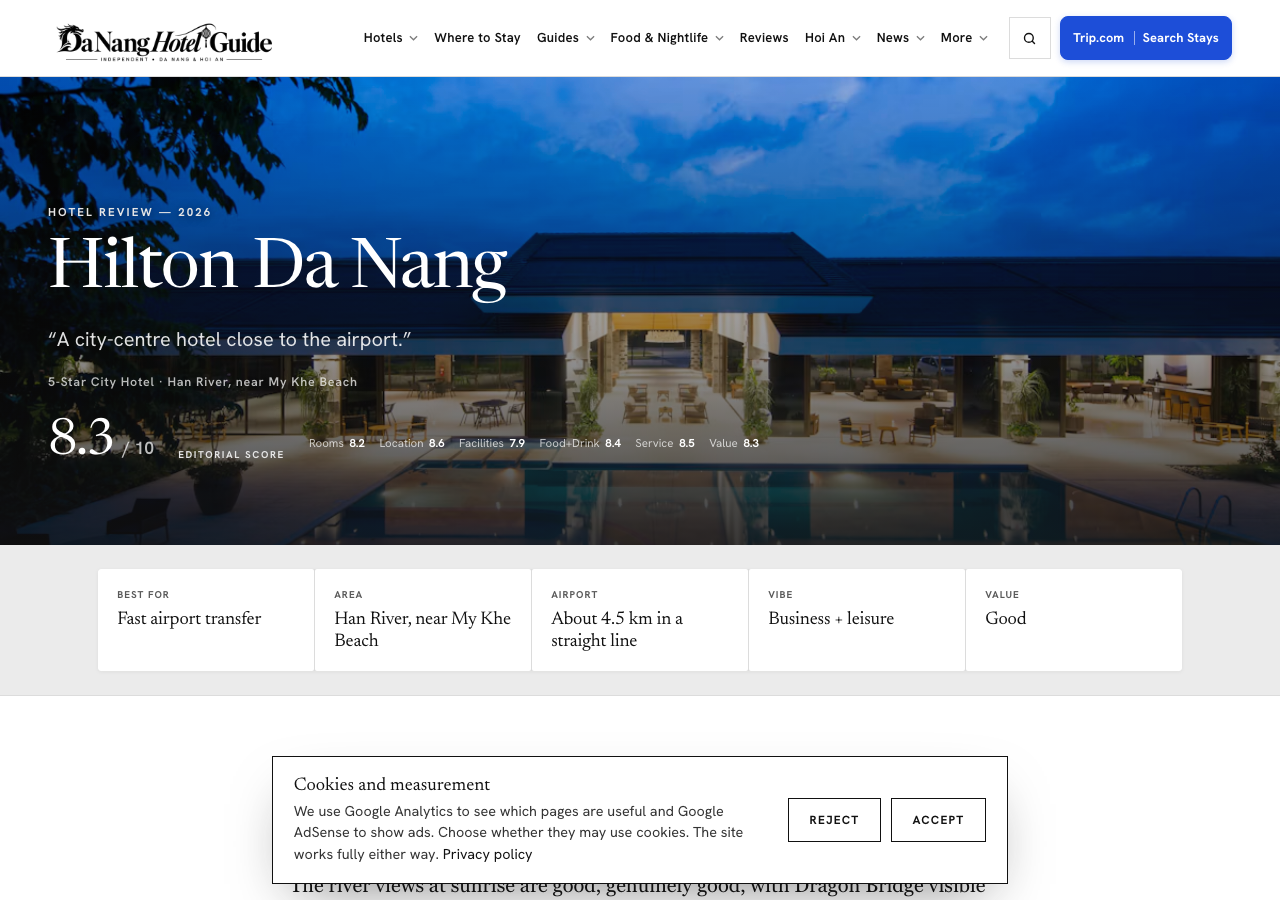 Da Nang Hotel Guide
INDEPENDENT • DA NANG & HOI AN
Hotels Where to Stay Guides Food & Nightlife Reviews Hoi An News More
Trip.com | Search Stays
HOTEL REVIEW — 2026
Hilton Da Nang
“A city-centre hotel close to the airport.”
5-Star City Hotel · Han River, near My Khe Beach
8.3 / 10 EDITORIAL SCORE
Rooms 8.2 Location 8.6 Facilities 7.9 Food+Drink 8.4 Service 8.5 Value 8.3
BEST FOR
Fast airport transfer
AREA
Han River, near My Khe
Beach
AIRPORT
About 4.5 km in a
straight line
VIBE
Business + leisure
VALUE
Good
Cookies and measurement
We use Google Analytics to see which pages are useful and Google
AdSense to show ads. Choose whether they may use cookies. The site
works fully either way. Privacy policy
REJECT
ACCEPT
The river views at sunrise are good, genuinely good, with Dragon Bridge visible